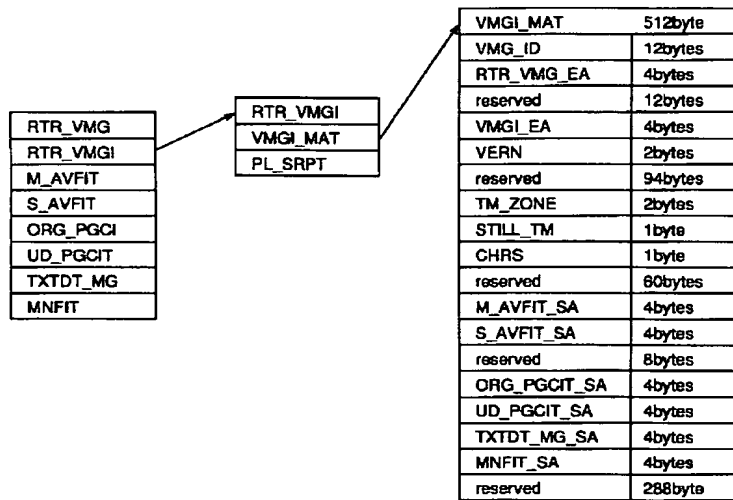 RTR_VMG
RTR_VMGI
M_AVFIT
S_AVFIT
ORG_PGCI
UD_PGCIT
TXTDT_MG
MNFIT
RTR_VMGI
VMGI_MAT
PL_SRPT
VMGI_MAT 512byte
VMG_ID 12bytes
RTR_VMG_EA 4bytes
reserved 12bytes
VMGI_EA 4bytes
VERN 2bytes
reserved 94bytes
TM_ZONE 2bytes
STILL_TM 1byte
CHRS 1byte
reserved 60bytes
M_AVFIT_SA 4bytes
S_AVFIT_SA 4bytes
reserved 8bytes
ORG_PGCIT_SA 4bytes
UD_PGCIT_SA 4bytes
TXTDT_MG_SA 4bytes
MNFIT_SA 4bytes
reserved 288byte